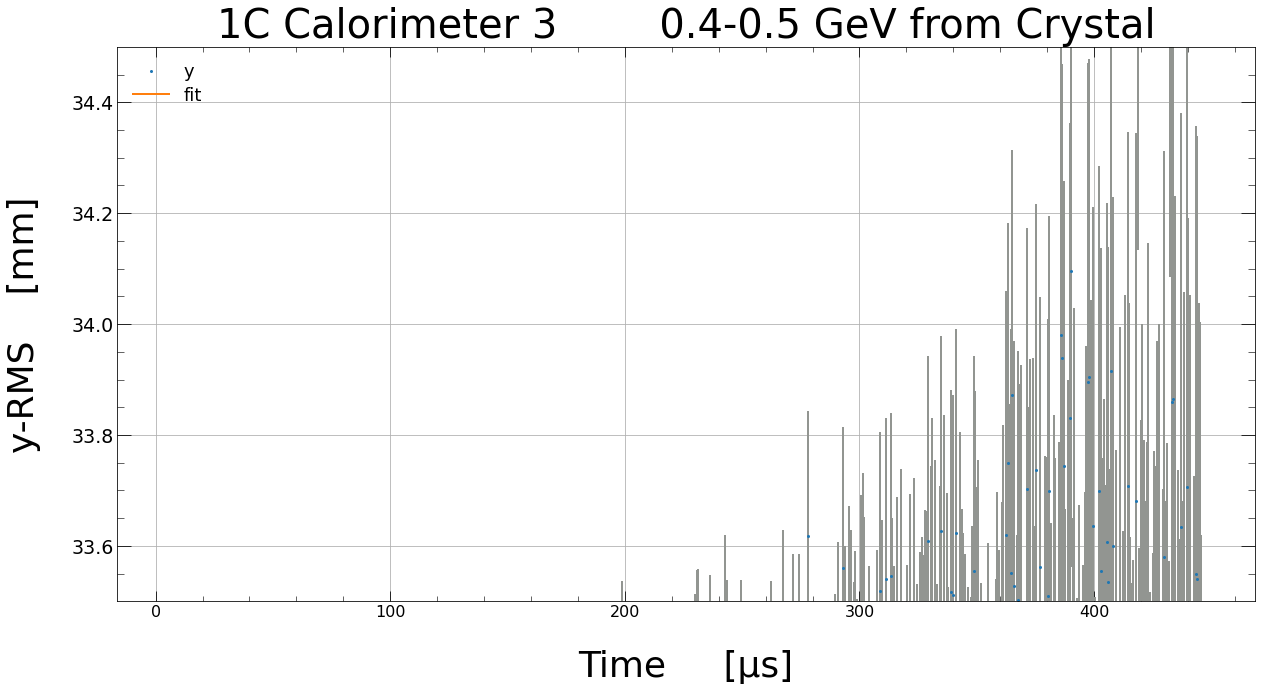 1C Calorimeter 3 0.4-0.5 GeV from Crystal
y
fit
34.4
34.2
34.0
33.8
33.6
y-RMS [mm]
0 100 200 300 400
Time [μs]